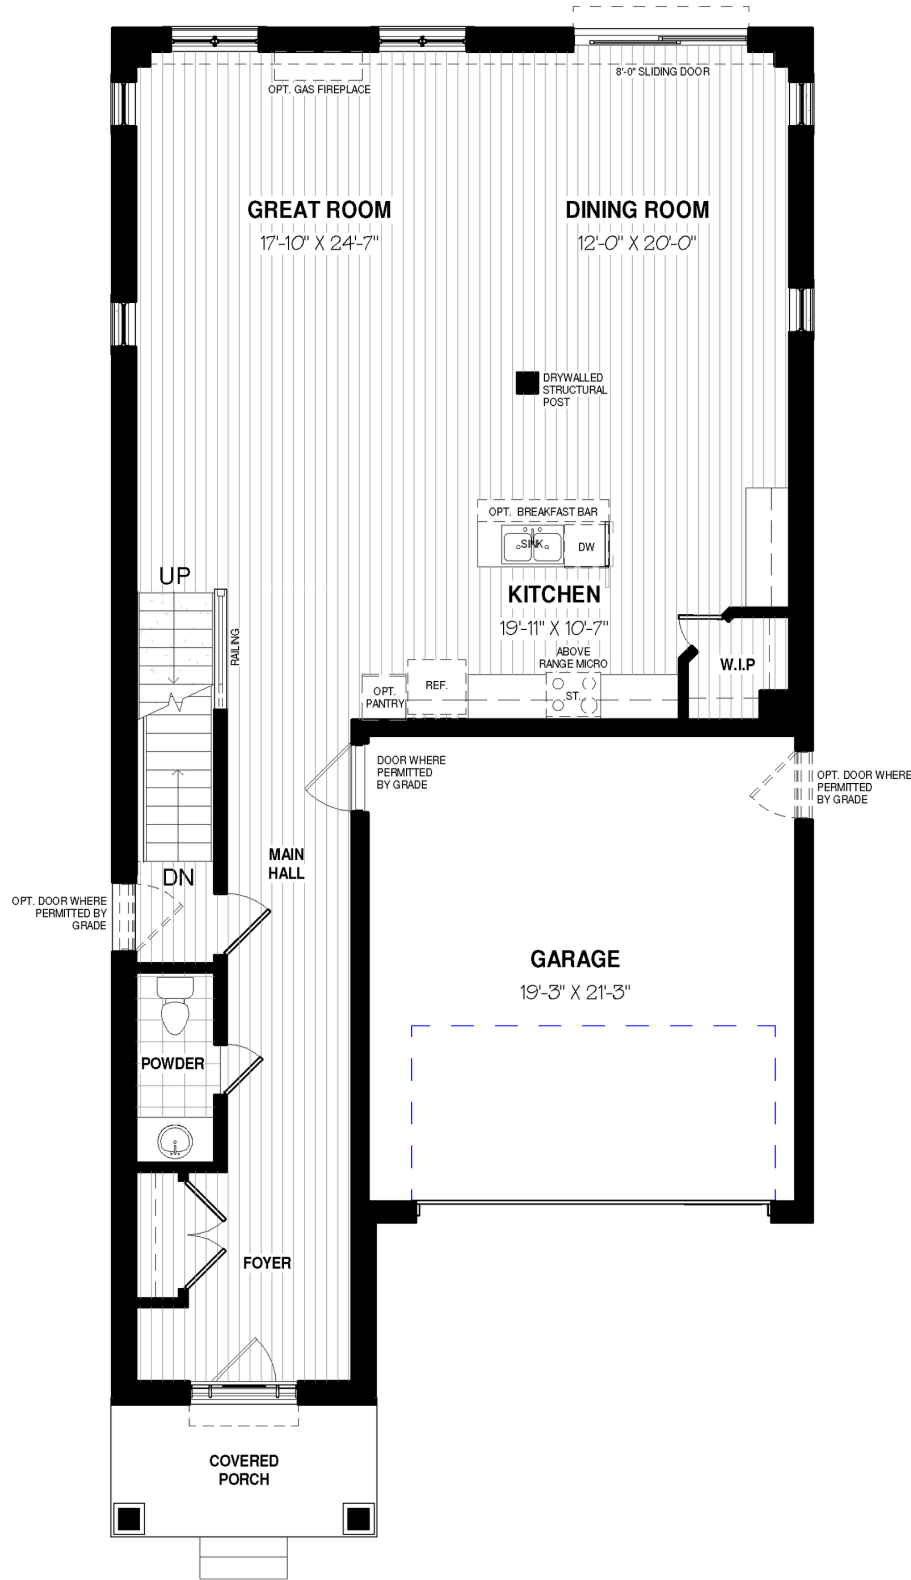 8'-0" SLIDING DOOR
OPT. GAS FIREPLACE
GREAT ROOM
17'-10" X 24'-7"
DINING ROOM
12'-0" X 20'-0"
DRYWALLED
STRUCTURAL
POST
OPT. BREAKFAST BAR
SINK
DW
UP
KITCHEN
19'-11" X 10'-7"
RAILING
ABOVE
RANGE MICRO
W.I.P
OPT.
PANTRY
REF.
ST.
DOOR WHERE
PERMITTED
BY GRADE
OPT. DOOR WHERE
PERMITTED
BY GRADE
MAIN
HALL
DN
OPT. DOOR WHERE
PERMITTED BY
GRADE
GARAGE
19'-3" X 21'-3"
POWDER
FOYER
COVERED
PORCH